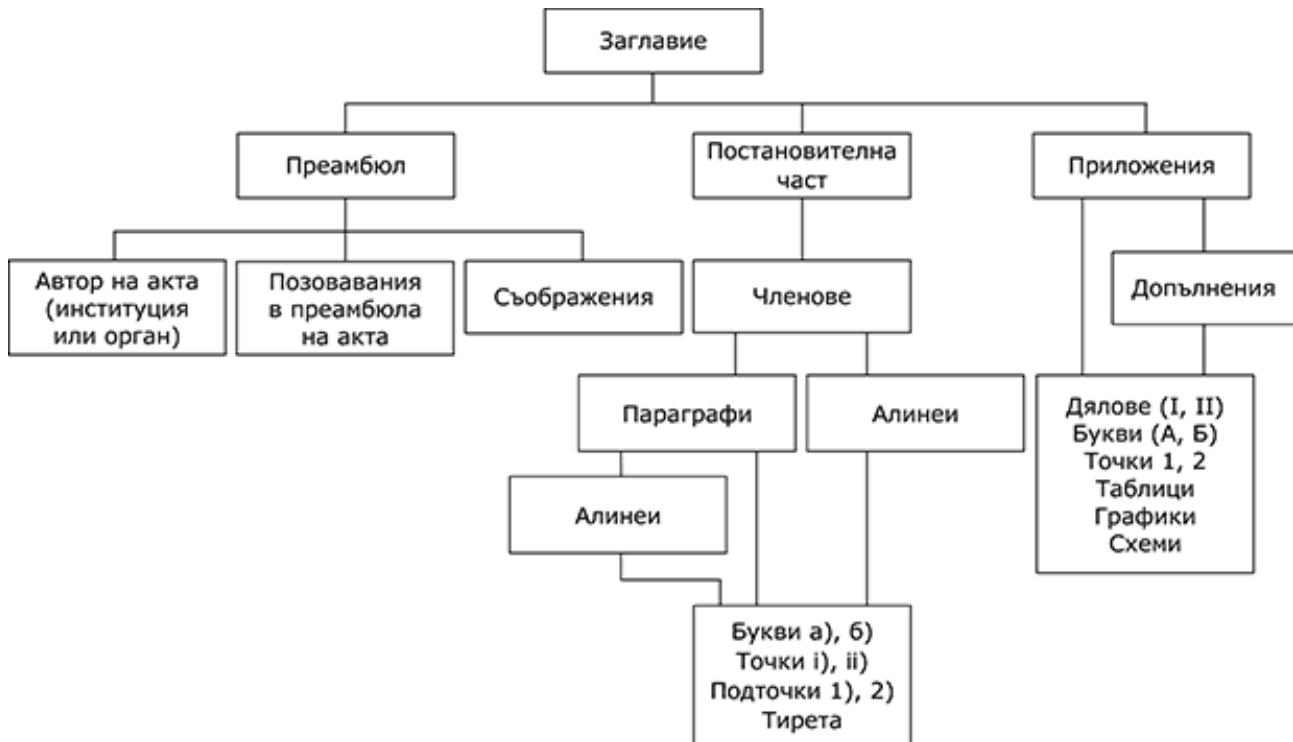 Заглавие
Преамбюл
Постановителна
част
Приложения
Автор на акта
(институция
или орган)
Позовавания
в преамбюла
на акта
Съображения
Членове
Допълнения
Параграфи
Алинеи
Дялове (I, II)
Букви (А, Б)
Точки 1, 2
Таблици
Графики
Схеми
Алинеи
Букви а), б)
Точки i), ii)
Подточки 1), 2)
Тирета